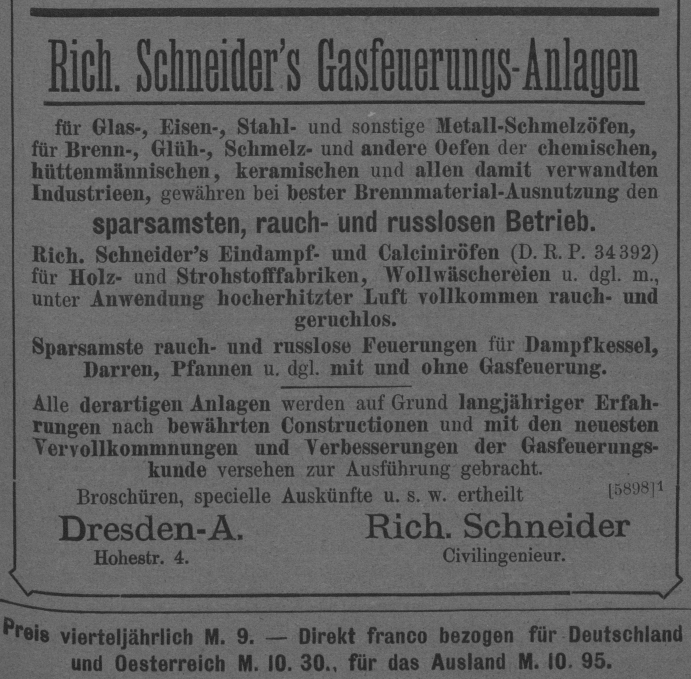 Rich. Schneider's Gasfeuerungs-Anlagen
für Glas-, Eisen-, Stahl- und sonstige Metall-Schmelzöfen,
für Brenn-, Glüh-, Schmelz- und andere Oefen der chemischen,
hüttenmännischen, keramischen und allen damit verwandten
Industrieen, gewähren bei bester Brennmaterial-Ausnutzung den
sparsamsten, rauch- und russlosen Betrieb.
Rich. Schneider's Eindampf- und Calciniröfen (D. R. P. 34392)
für Holz- und Strohstofffabriken, Wollwäschereien u. dgl. m.,
unter Anwendung hocherhitzter Luft vollkommen rauch- und
geruchlos.
Sparsamste rauch- und russlose Feuerungen für Dampfkessel,
Darren, Pfannen u. dgl. mit und ohne Gasfeuerung.
Alle derartigen Anlagen werden auf Grund langjähriger Erfah-
rungen nach bewährten Constructionen und mit den neuesten
Vervollkommnungen und Verbesserungen der Gasfeuerungs-
kunde versehen zur Ausführung gebracht.
Broschüren, specielle Auskünfte u. s. w. ertheilt [5898]1
Dresden-A. Rich. Schneider
Hohestr. 4. Civilingenieur.
Preis vierteljährlich M. 9. — Direkt franco bezogen für Deutschland
und Oesterreich M. 10. 30., für das Ausland M. 10. 95.